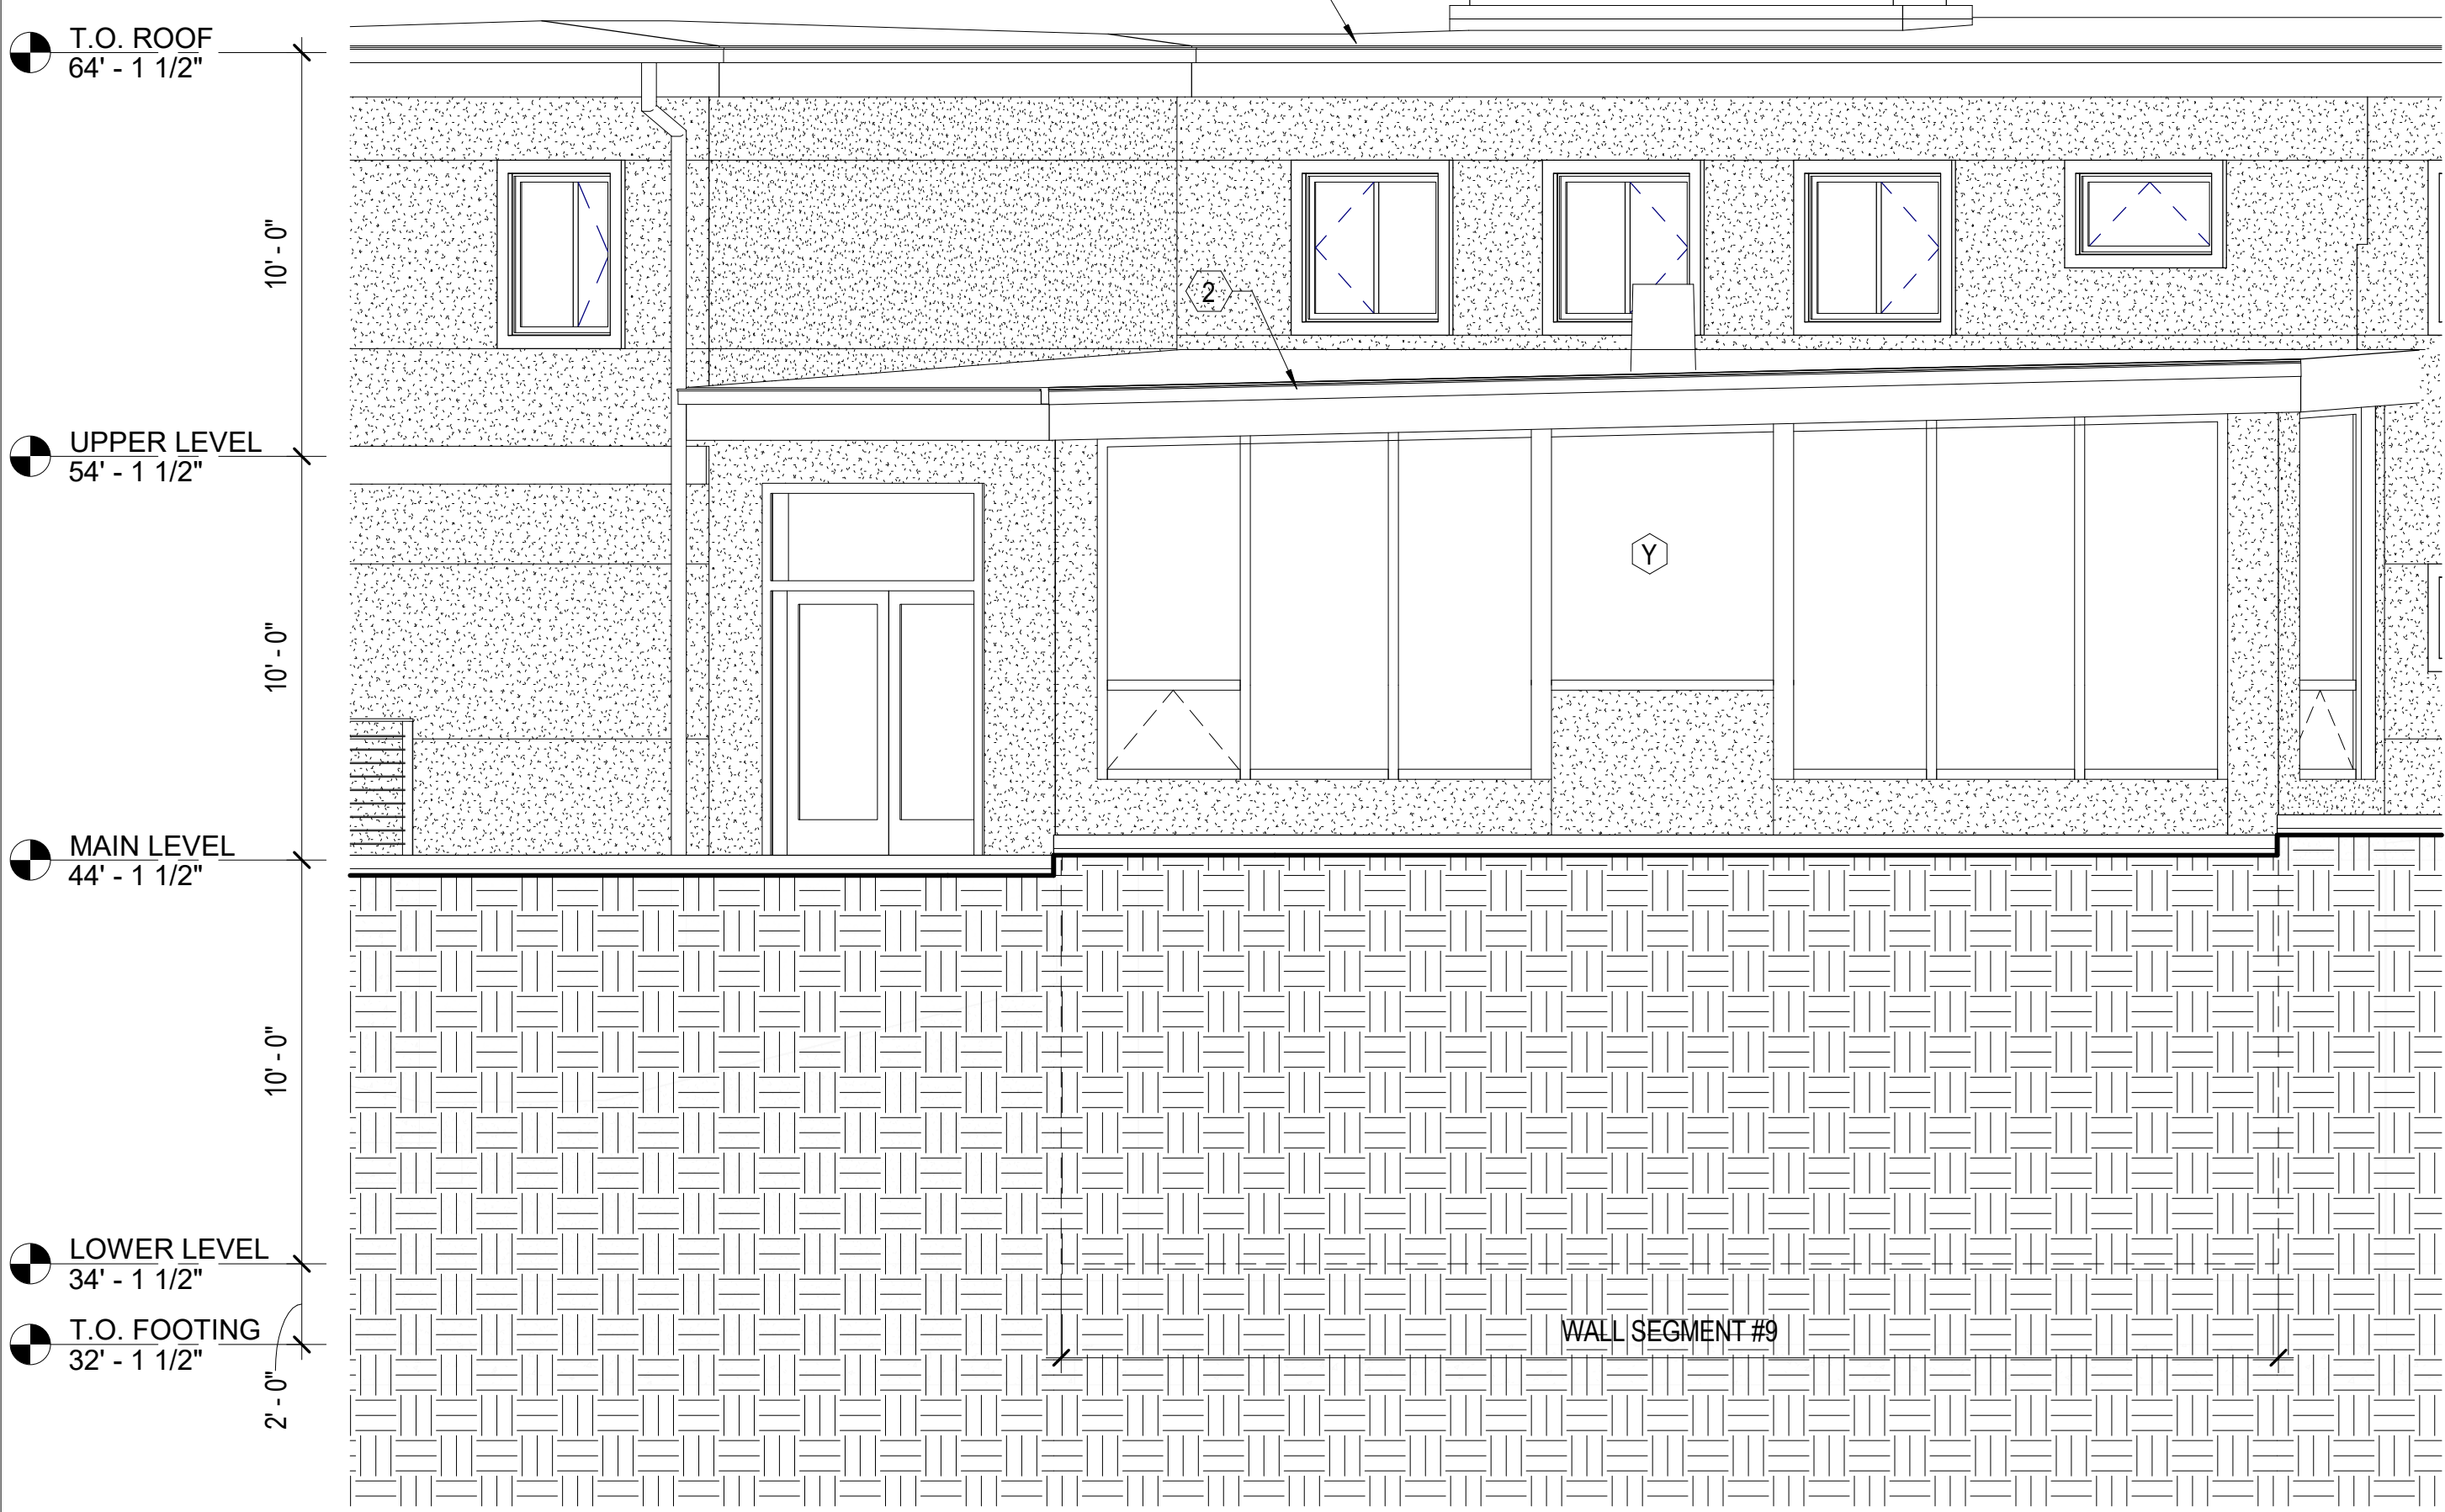 T.O. ROOF
64' - 1 1/2"
10' - 0"
2
UPPER LEVEL
54' - 1 1/2"
Y
10' - 0"
MAIN LEVEL
44' - 1 1/2"
10' - 0"
LOWER LEVEL
34' - 1 1/2"
T.O. FOOTING
32' - 1 1/2"
WALL SEGMENT #9
2' - 0"